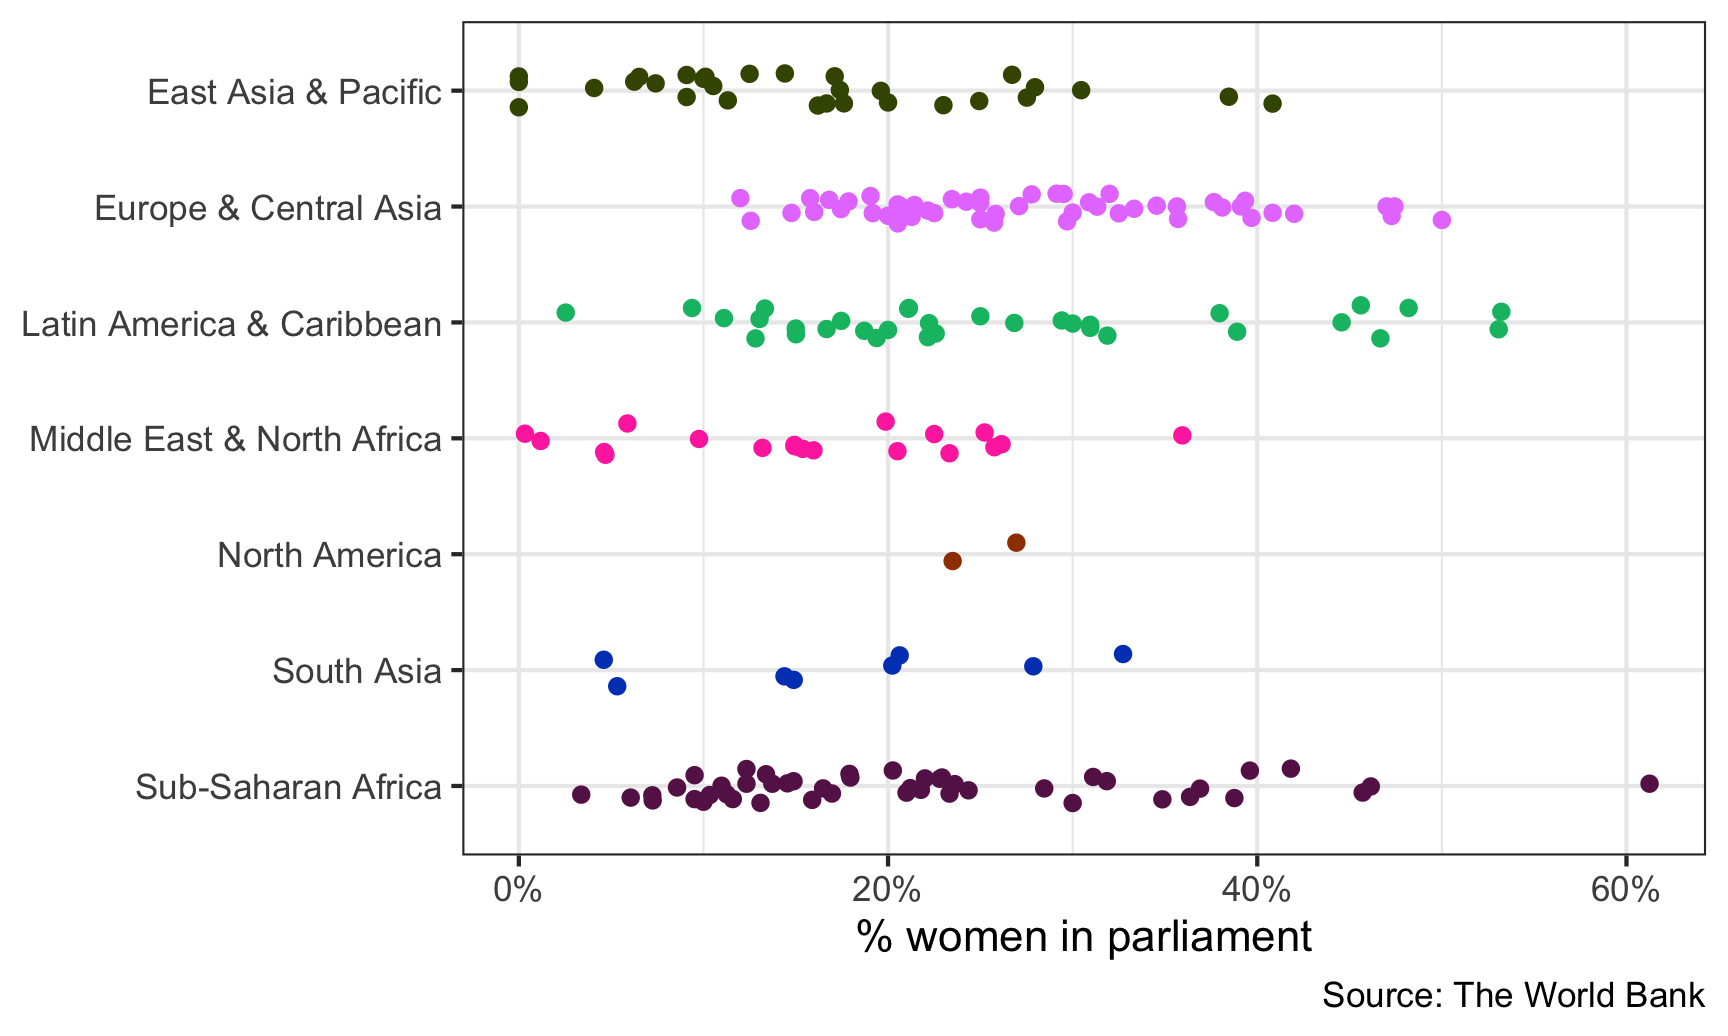 East Asia & Pacific
Europe & Central Asia
Latin America & Caribbean
Middle East & North Africa
North America
South Asia
Sub-Saharan Africa
0% 20% 40% 60%
% women in parliament
Source: The World Bank